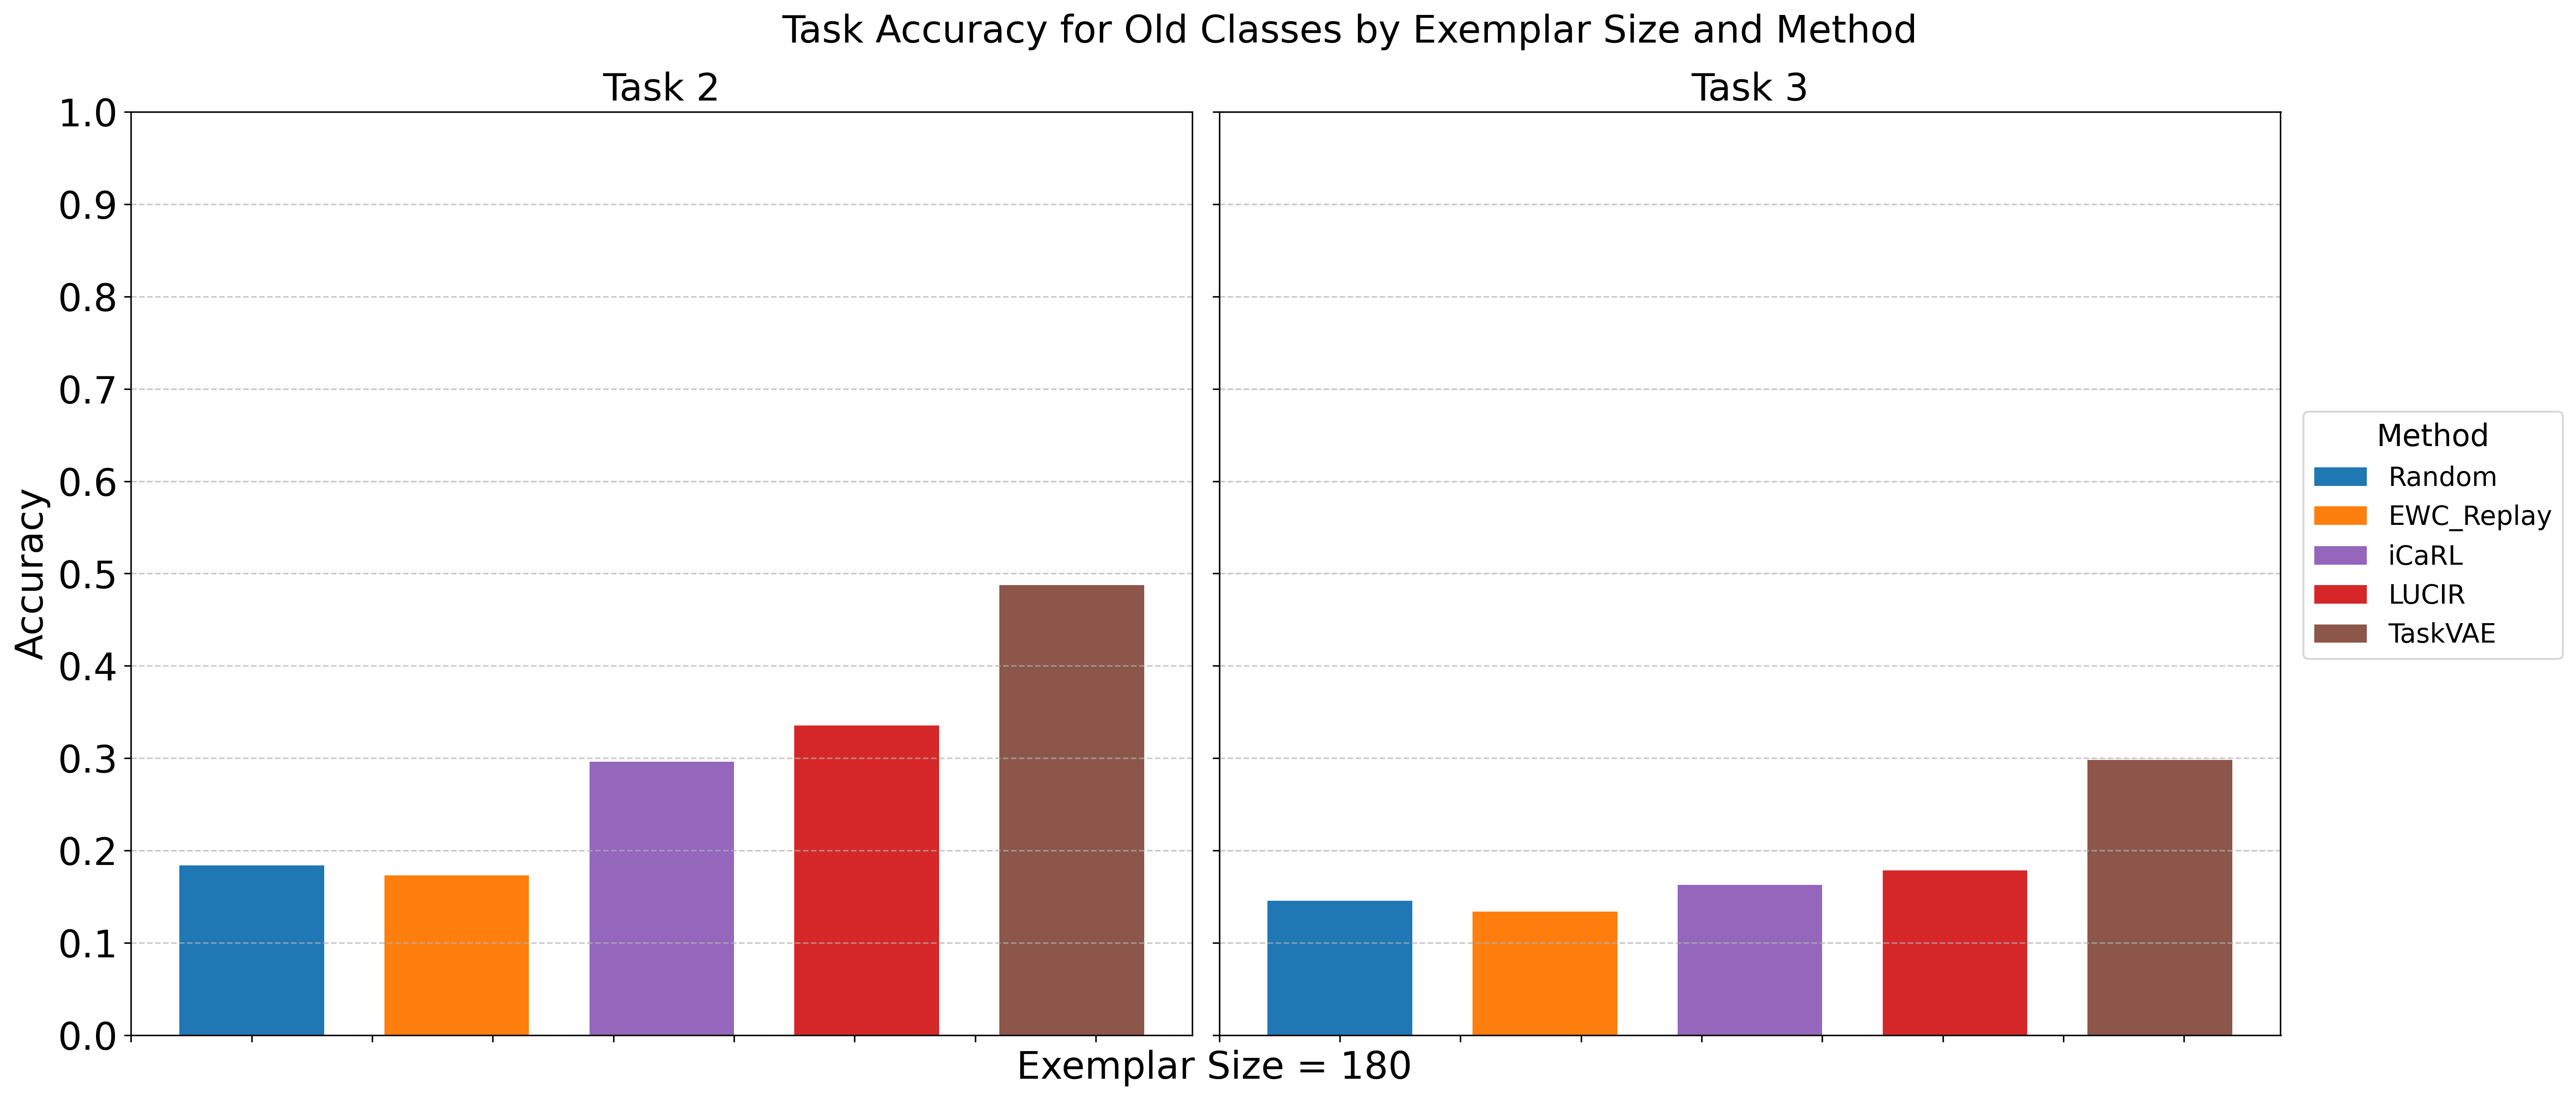 Task Accuracy for Old Classes by Exemplar Size and Method
Task 2
Task 3
1.0
0.9
0.8
0.7
0.6
0.5
0.4
0.3
0.2
0.1
0.0
Accuracy
Exemplar Size = 180
Method
Random
EWC_Replay
iCaRL
LUCIR
TaskVAE